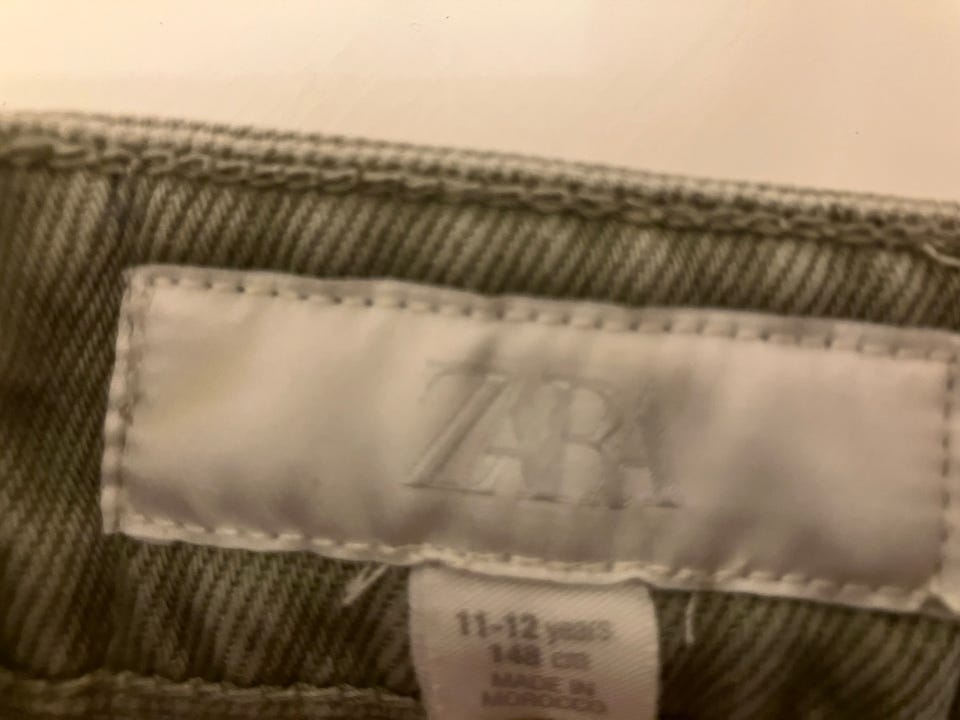 ZARA
11-12 years
148 cm
MADE IN
MOROCCO